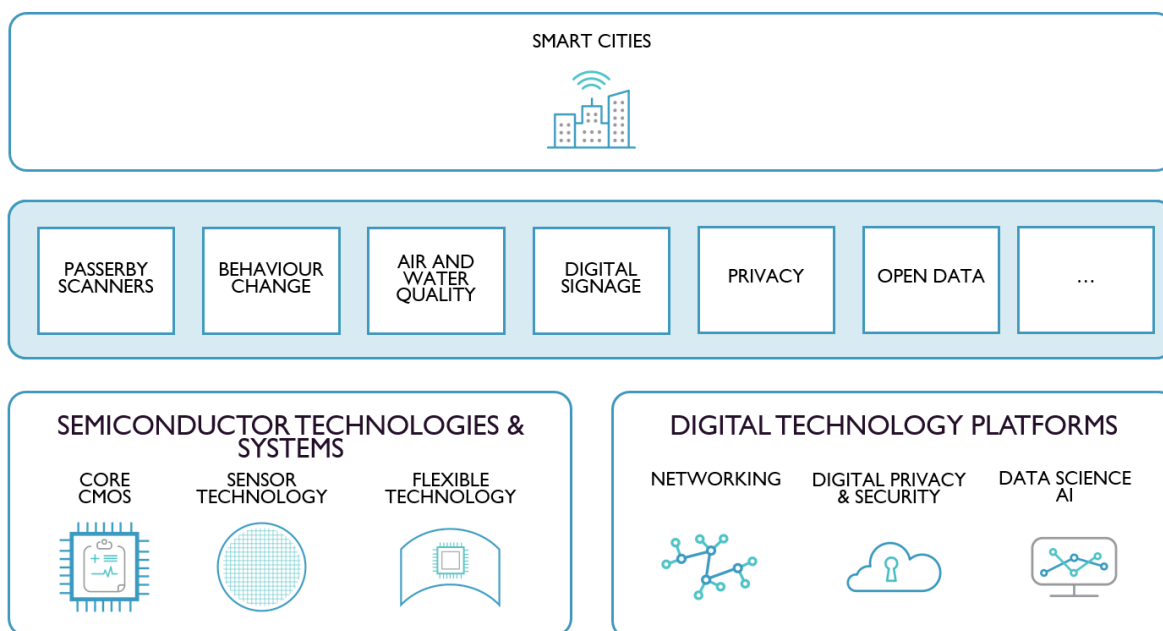 SMART CITIES
PASSERBY
SCANNERS
BEHAVIOUR
CHANGE
AIR AND
WATER
QUALITY
DIGITAL
SIGNAGE
PRIVACY
OPEN DATA
...
SEMICONDUCTOR TECHNOLOGIES &
SYSTEMS
CORE
CMOS
SENSOR
TECHNOLOGY
FLEXIBLE
TECHNOLOGY
DIGITAL TECHNOLOGY PLATFORMS
NETWORKING
DIGITAL PRIVACY
& SECURITY
DATA SCIENCE
AI